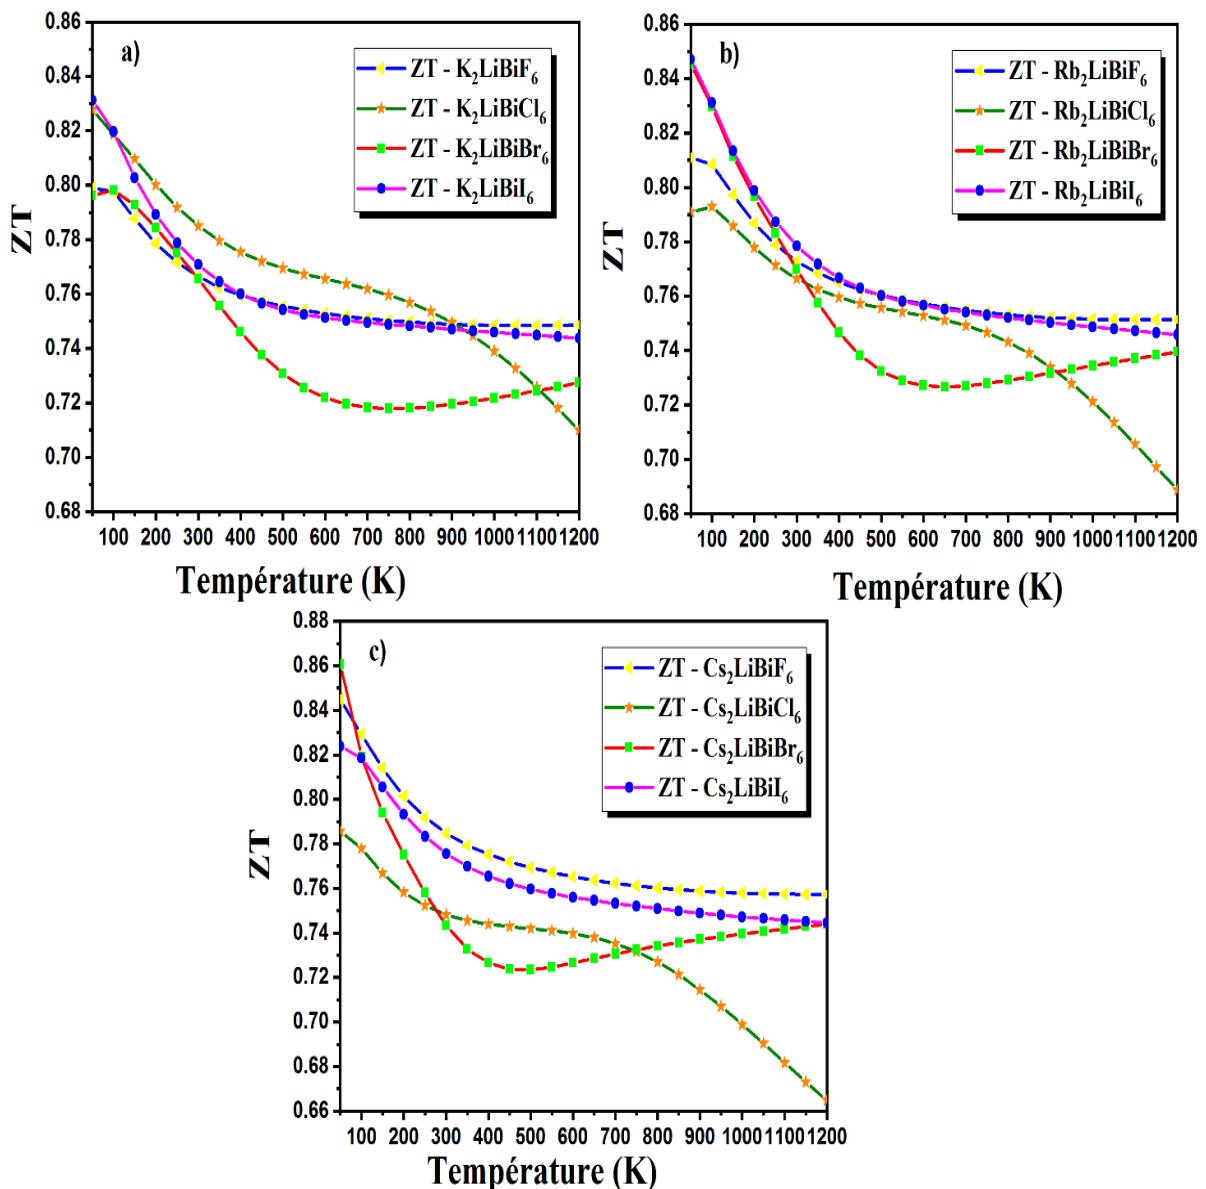 a)
ZT - K₂LiBiF₆
ZT - K₂LiBiCl₆
ZT - K₂LiBiBr₆
ZT - K₂LiBiI₆
0.86
0.84
0.82
0.80
0.78
0.76
0.74
0.72
0.70
0.68
ZT
100 200 300 400 500 600 700 800 900 1000 1100 1200
Température (K)
b)
ZT - Rb₂LiBiF₆
ZT - Rb₂LiBiCl₆
ZT - Rb₂LiBiBr₆
ZT - Rb₂LiBiI₆
0.86
0.84
0.82
0.80
0.78
0.76
0.74
0.72
0.70
0.68
ZT
100 200 300 400 500 600 700 800 900 1000 1100 1200
Température (K)
c)
ZT - Cs₂LiBiF₆
ZT - Cs₂LiBiCl₆
ZT - Cs₂LiBiBr₆
ZT - Cs₂LiBiI₆
0.88
0.86
0.84
0.82
0.80
0.78
0.76
0.74
0.72
0.70
0.68
0.66
ZT
100 200 300 400 500 600 700 800 900 1000 1100 1200
Température (K)